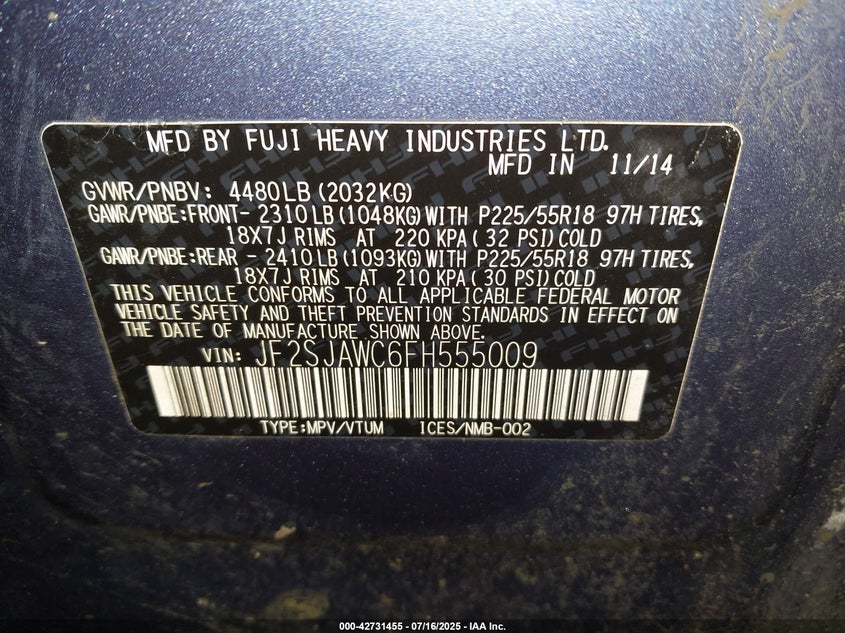 MFD BY FUJI HEAVY INDUSTRIES LTD.
MFD IN 11/14
GVWR/PNBV: 4480LB (2032KG)
GAWR/PNBE:FRONT- 2310LB (1048KG) WITH P225/55R18 97H TIRES,
18X7J RIMS AT 220 KPA (32 PSI) COLD
GAWR/PNBE:REAR - 2410LB (1093KG) WITH P225/55R18 97H TIRES,
18X7J RIMS AT 210 KPA (30 PSI) COLD
THIS VEHICLE CONFORMS TO ALL APPLICABLE FEDERAL MOTOR
VEHICLE SAFETY AND THEFT PREVENTION STANDARDS IN EFFECT ON
THE DATE OF MANUFACTURE SHOWN ABOVE.
VIN: JF2SJAWC6FH555009
TYPE:MPV/VTUM ICES/NMB-002
000-42731455 - 07/16/2025 - IAA Inc.